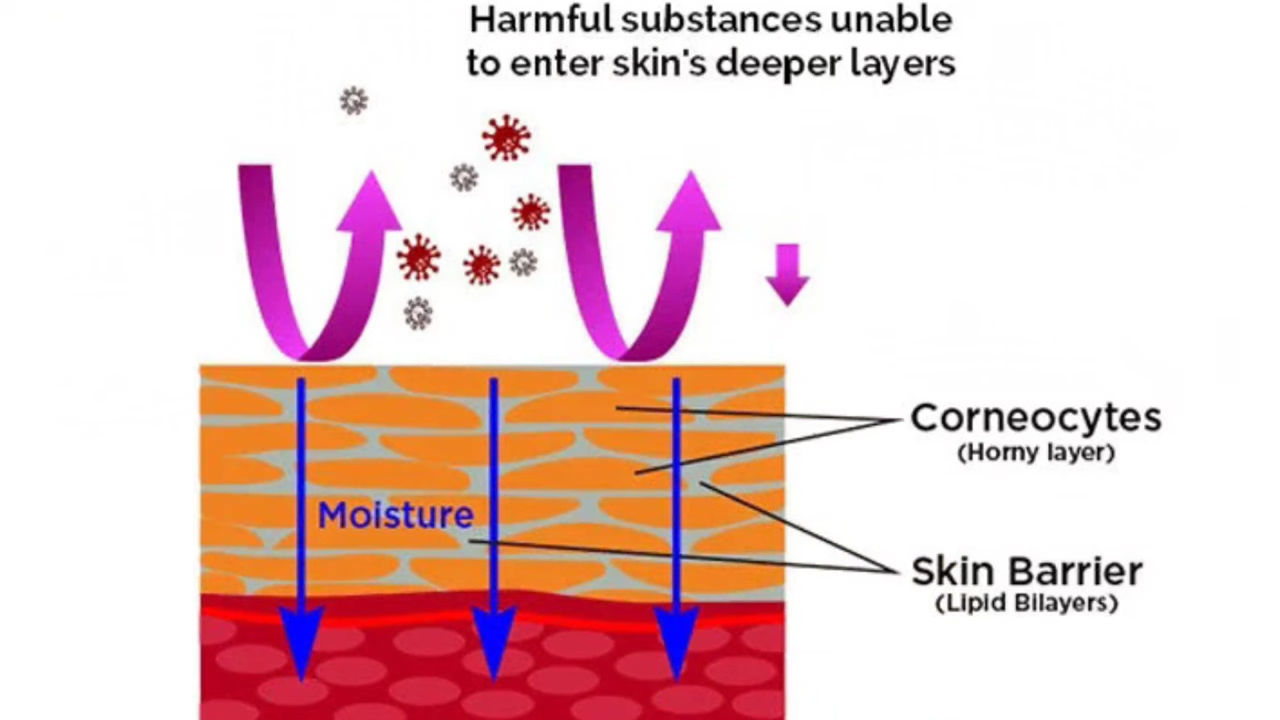 Harmful substances unable
to enter skin's deeper layers
Corneocytes
(Horny layer)
Moisture
Skin Barrier
(Lipid Bilayers)